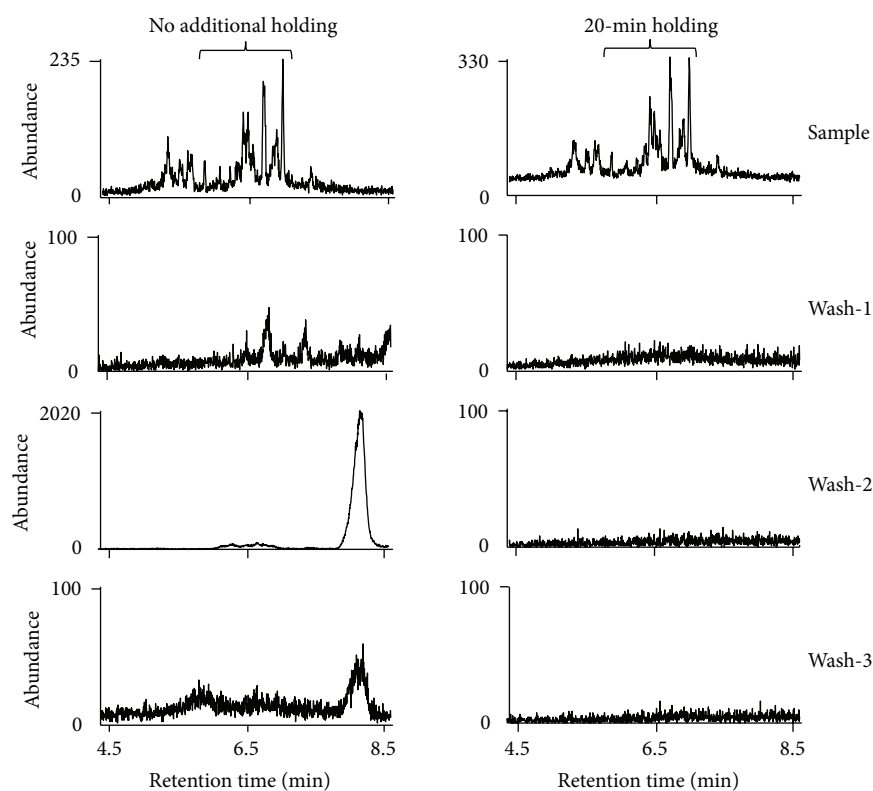 No additional holding
20-min holding
235
Abundance
0
330
0
Sample
100
Abundance
0
100
0
Wash-1
2020
Abundance
0
100
0
Wash-2
100
Abundance
0
4.5
6.5
8.5
Retention time (min)
100
0
4.5
6.5
8.5
Retention time (min)
Wash-3